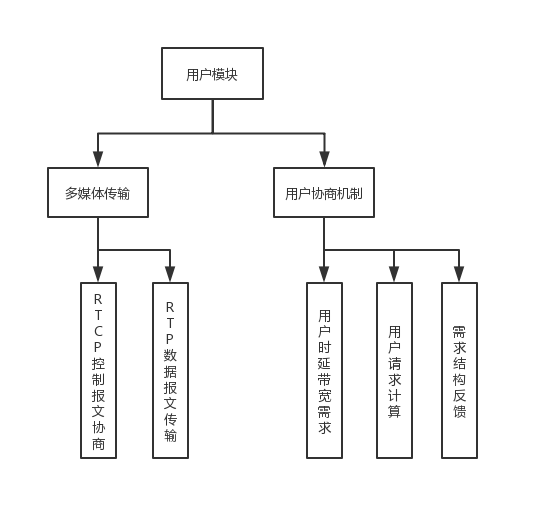 用户模块
多媒体传输
用户协商机制
RTCP控制报文协商
RTP数据报文传输
用户时延带宽需求
用户请求计算
需求结构反馈